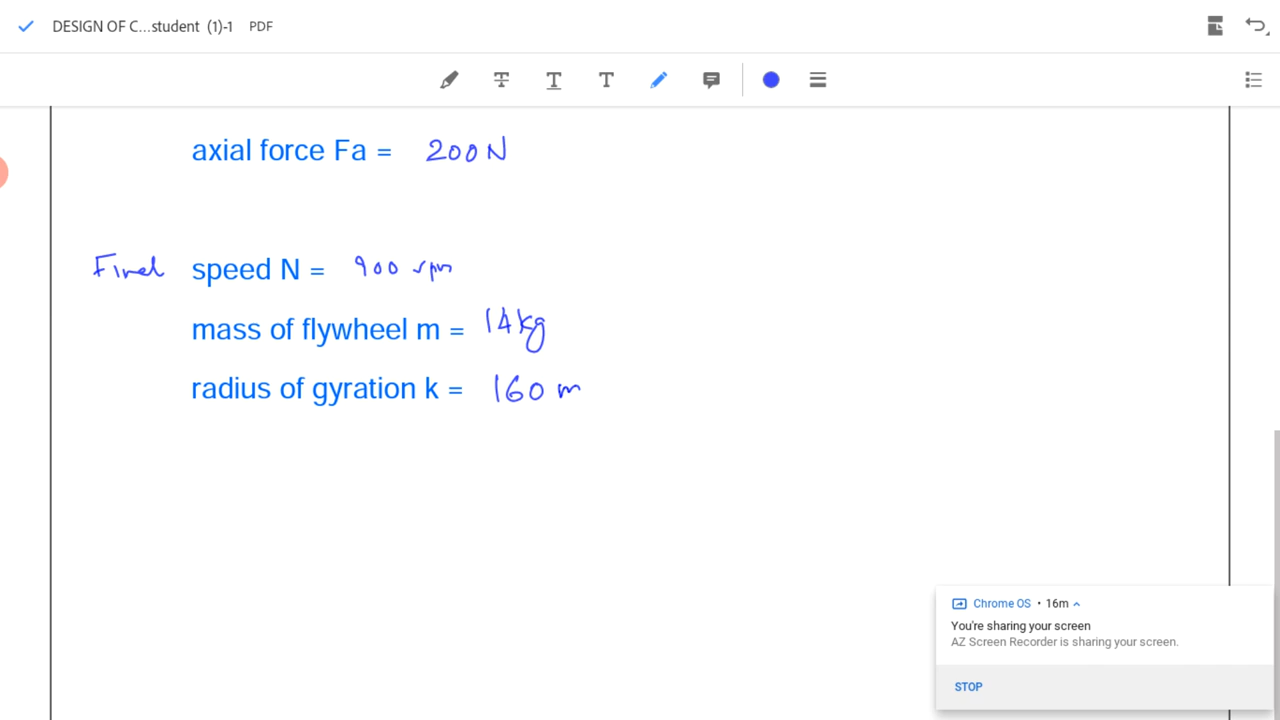 DESIGN OF C...student (1)-1 PDF
axial force Fa = 200 N
Final speed N = 900 rpm
mass of flywheel m = 14 kg
radius of gyration k = 160 m
Chrome OS • 16m
You're sharing your screen
AZ Screen Recorder is sharing your screen.
STOP